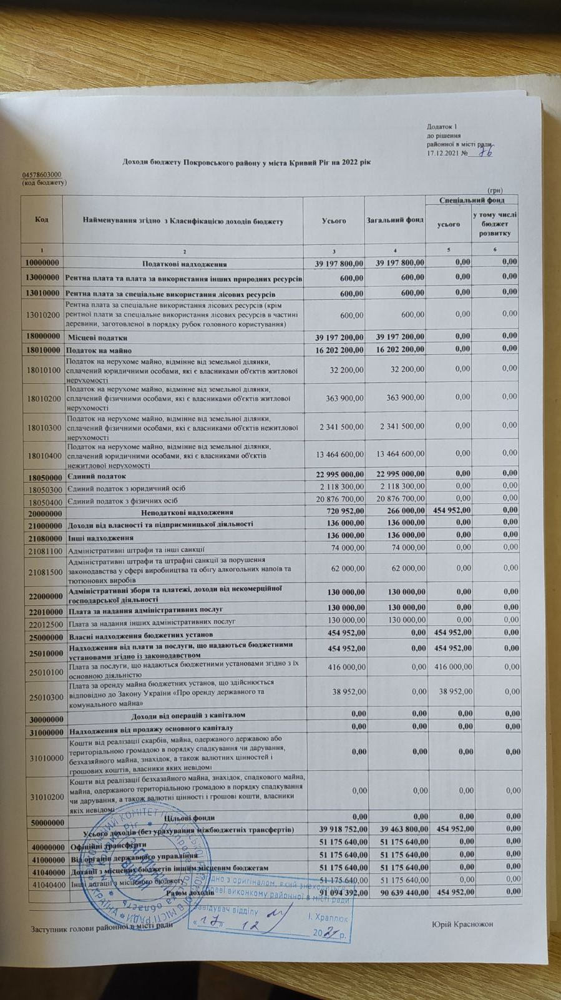 Додаток 1
до рішення
районної в місті ради
17.12.2021 № 76
Доходи бюджету Покровського району у міста Кривий Ріг на 2022 рік
04578603000
(код бюджету)
(грн)
Код Найменування згідно з Класифікацією доходів бюджету Усього Загальний фонд Спеціальний фонд
усього у тому числі
бюджет
розвитку
1 2 3 4 5 6
10000000 Податкові надходження 39 197 800,00 39 197 800,00 0,00 0,00
13000000 Рентна плата та плата за використання інших природних ресурсів 600,00 600,00 0,00 0,00
13010000 Рентна плата за спеціальне використання лісових ресурсів 600,00 600,00 0,00 0,00
13010200 Рентна плата за спеціальне використання лісових ресурсів (крім
рентної плати за спеціальне використання лісових ресурсів в частині
деревини, заготовленої в порядку рубок головного користування) 600,00 600,00 0,00 0,00
18000000 Місцеві податки 39 197 200,00 39 197 200,00 0,00 0,00
18010000 Податок на майно 16 202 200,00 16 202 200,00 0,00 0,00
18010100 Податок на нерухоме майно, відмінне від земельної ділянки,
сплачений юридичними особами, які є власниками об'єктів житлової
нерухомості 32 200,00 32 200,00 0,00 0,00
18010200 Податок на нерухоме майно, відмінне від земельної ділянки,
сплачений фізичними особами, які є власниками об'єктів житлової
нерухомості 363 900,00 363 900,00 0,00 0,00
18010300 Податок на нерухоме майно, відмінне від земельної ділянки,
сплачений фізичними особами, які є власниками об'єктів нежитлової
нерухомості 2 341 500,00 2 341 500,00 0,00 0,00
18010400 Податок на нерухоме майно, відмінне від земельної ділянки,
сплачений юридичними особами, які є власниками об'єктів
нежитлової нерухомості 13 464 600,00 13 464 600,00 0,00 0,00
18050000 Єдиний податок 22 995 000,00 22 995 000,00 0,00 0,00
18050300 Єдиний податок з юридичний осіб 2 118 300,00 2 118 300,00 0,00 0,00
18050400 Єдиний податок з фізичних осіб 20 876 700,00 20 876 700,00 0,00 0,00
20000000 Неподаткові надходження 720 952,00 266 000,00 454 952,00 0,00
21000000 Доходи від власності та підприємницької діяльності 136 000,00 136 000,00 0,00 0,00
21080000 Інші надходження 136 000,00 136 000,00 0,00 0,00
21081100 Адміністративні штрафи та інші санкції 74 000,00 74 000,00 0,00 0,00
21081500 Адміністративні штрафи та штрафні санкції за порушення
законодавства у сфері виробництва та обігу алкогольних напоїв та
тютюнових виробів 62 000,00 62 000,00 0,00 0,00
22000000 Адміністративні збори та платежі, доходи від некомерційної
господарської діяльності 130 000,00 130 000,00 0,00 0,00
22010000 Плата за надання адміністративних послуг 130 000,00 130 000,00 0,00 0,00
22012500 Плата за надання інших адміністративних послуг 130 000,00 130 000,00 0,00 0,00
25000000 Власні надходження бюджетних установ 454 952,00 0,00 454 952,00 0,00
25010000 Надходження від плати за послуги, що надаються бюджетними
установами згідно із законодавством 454 952,00 0,00 454 952,00 0,00
25010100 Плата за послуги, що надаються бюджетними установами згідно з їх
основною діяльністю 416 000,00 0,00 416 000,00 0,00
25010300 Плата за оренду майна бюджетних установ, що здійснюється
відповідно до Закону України «Про оренду державного та
комунального майна» 38 952,00 0,00 38 952,00 0,00
30000000 Доходи від операцій з капіталом 0,00 0,00 0,00 0,00
31000000 Надходження від продажу основного капіталу 0,00 0,00 0,00 0,00
31010000 Кошти від реалізації скарбів, майна, одержаного державою або
територіальною громадою в порядку спадкування чи дарування,
безхазяйного майна, знахідок, а також валютних цінностей і
грошових коштів, власники яких невідомі 0,00 0,00 0,00 0,00
31010200 Кошти від реалізації безхазайного майна, знахідок, спадкового майна,
майна, одержаного територіальною громадою в порядку спадкування
чи дарування, а також валютні цінності і грошові кошти, власники
якіх невідомі 0,00 0,00 0,00 0,00
50000000 Цільові фонди 0,00 0,00 0,00 0,00
Усього доходів (без урахування міжбюджетніх трансфертів) 39 918 752,00 39 463 800,00 454 952,00 0,00
40000000 Офіційні трансферти 51 175 640,00 51 175 640,00 0,00 0,00
41000000 Від органів державного управління 51 175 640,00 51 175 640,00 0,00 0,00
41040000 Дотації з місцевих бюджетів іншим місцевим бюджетам 51 175 640,00 51 175 640,00 0,00 0,00
41040400 Інші дотації з місцевого бюджету 51 175 640,00 51 175 640,00 0,00 0,00
Разом доходів 91 094 392,00 90 639 440,00 454 952,00 0,00
з оригіналом, який знаходиться
виконкому районної в місті ради
Завідувач відділу І. Храплюк
«17» 12 2021 р.
Заступник голови районної в місті ради Юрій Красножон